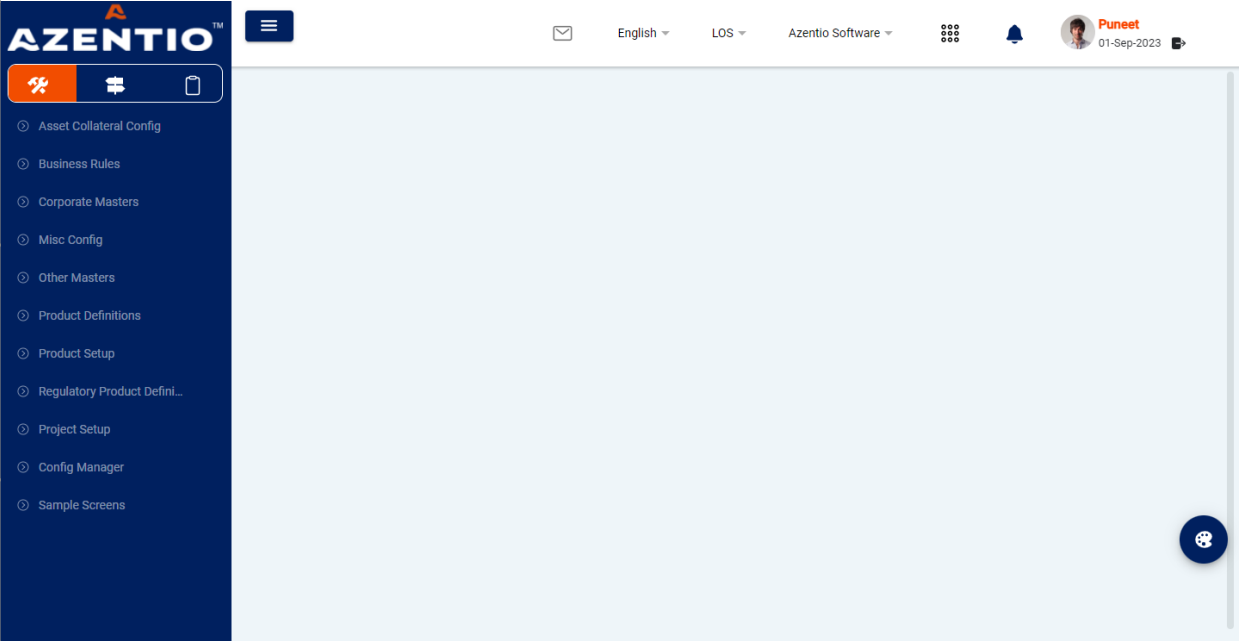 AZENTIO™
English
LOS
Azentio Software
Puneet
01-Sep-2023
Asset Collateral Config
Business Rules
Corporate Masters
Misc Config
Other Masters
Product Definitions
Product Setup
Regulatory Product Defini...
Project Setup
Config Manager
Sample Screens